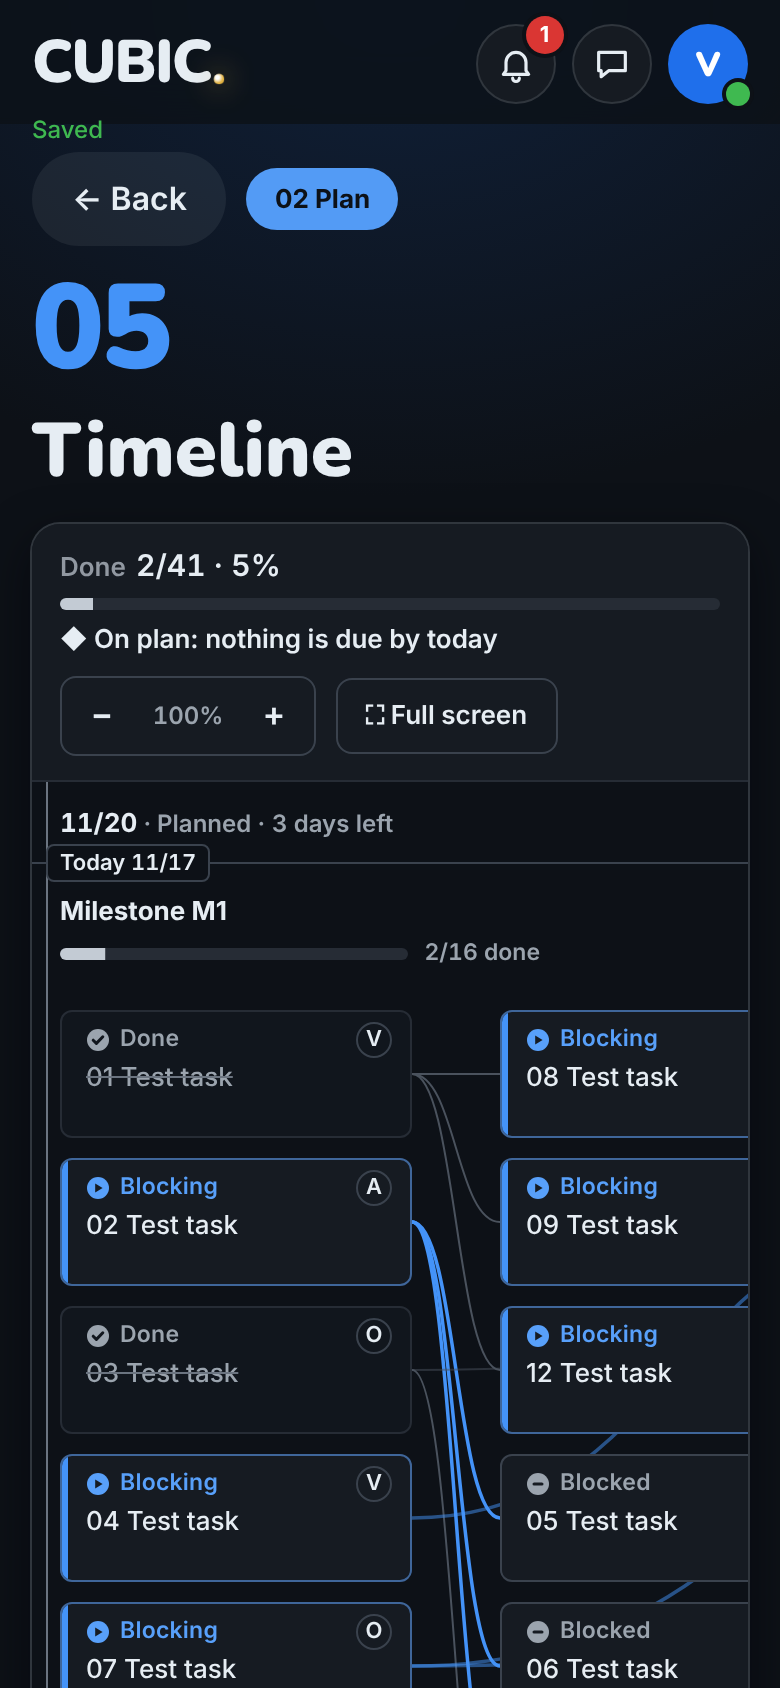 CUBIC.
1
V
Saved
← Back
02 Plan
05
Timeline
Done 2/41 · 5%
◆ On plan: nothing is due by today
− 100% +
Full screen
11/20 · Planned · 3 days left
Today 11/17
Milestone M1
2/16 done
Done V
01 Test task
Blocking
08 Test task
Blocking A
02 Test task
Blocking
09 Test task
Done O
03 Test task
Blocking
12 Test task
Blocking V
04 Test task
Blocked
05 Test task
Blocking O
07 Test task
Blocked
06 Test task